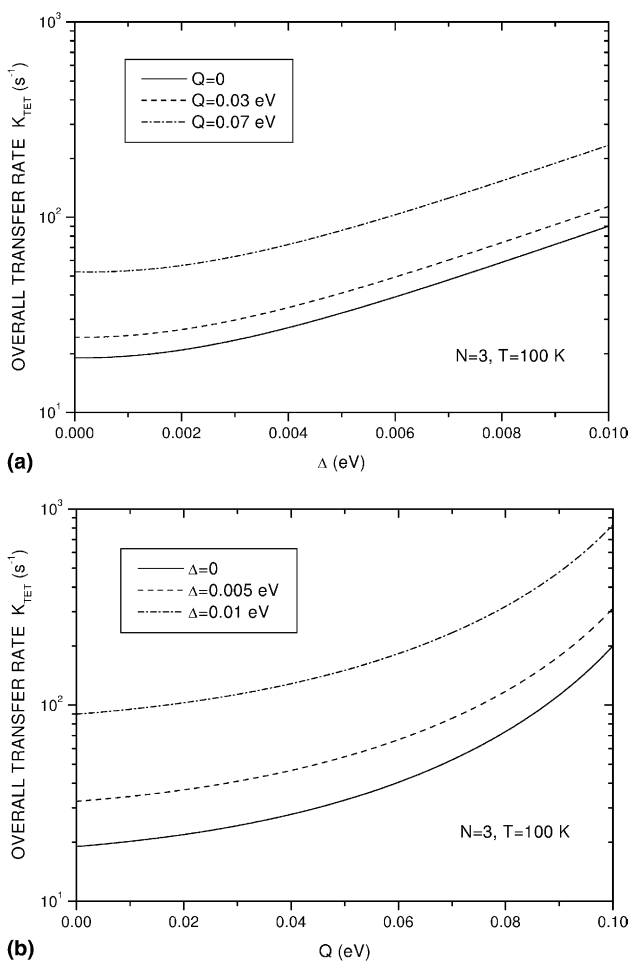 OVERALL TRANSFER RATE K_TET (s⁻¹)
10³
10²
10¹
Q=0
Q=0.03 eV
Q=0.07 eV
N=3, T=100 K
0.000 0.002 0.004 0.006 0.008 0.010
(a)
Δ (eV)
OVERALL TRANSFER RATE K_TET (s⁻¹)
10³
10²
10¹
Δ=0
Δ=0.005 eV
Δ=0.01 eV
N=3, T=100 K
0.00 0.02 0.04 0.06 0.08 0.10
(b)
Q (eV)